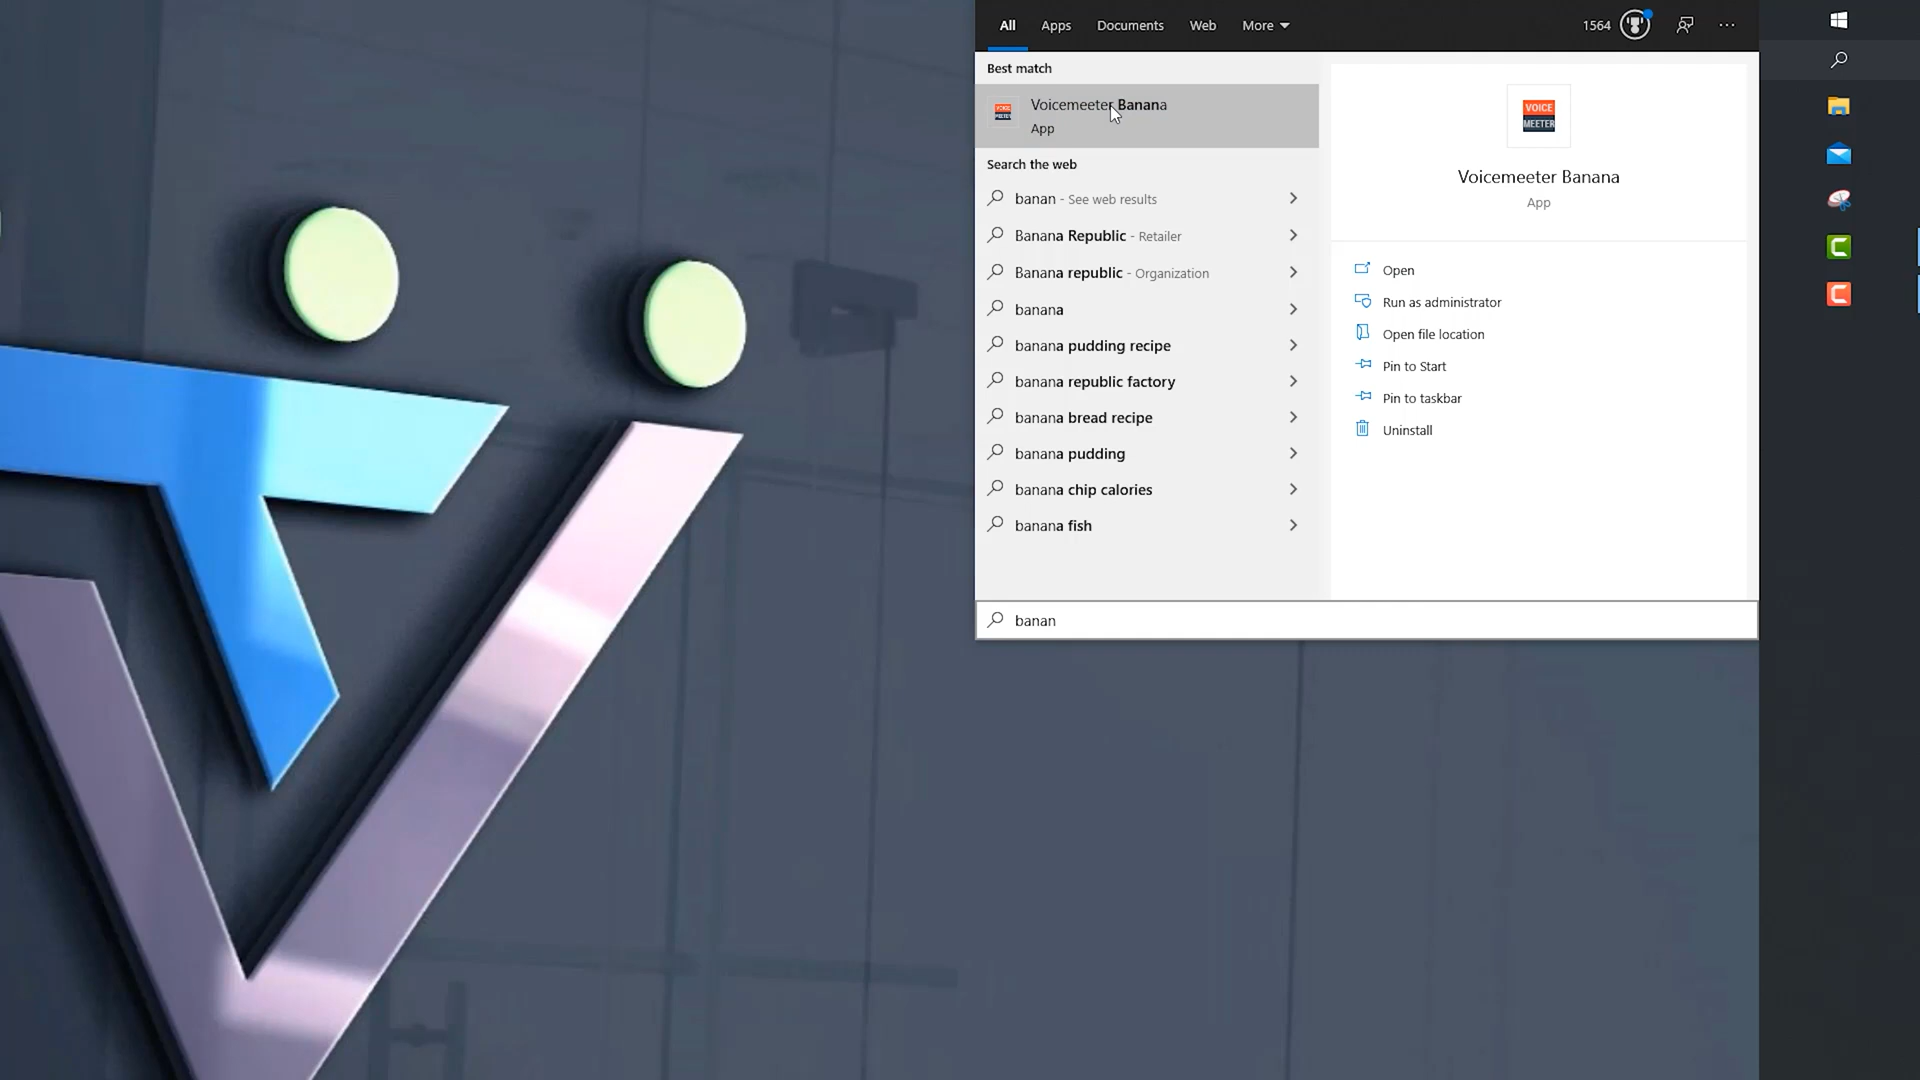 All Apps Documents Web More 1564
Best match
Voicemeeter Banana
App
Search the web
banan - See web results
Banana Republic - Retailer
Banana republic - Organization
banana
banana pudding recipe
banana republic factory
banana bread recipe
banana pudding
banana chip calories
banana fish
VOICE
MEETER
Voicemeeter Banana
App
Open
Run as administrator
Open file location
Pin to Start
Pin to taskbar
Uninstall
banan